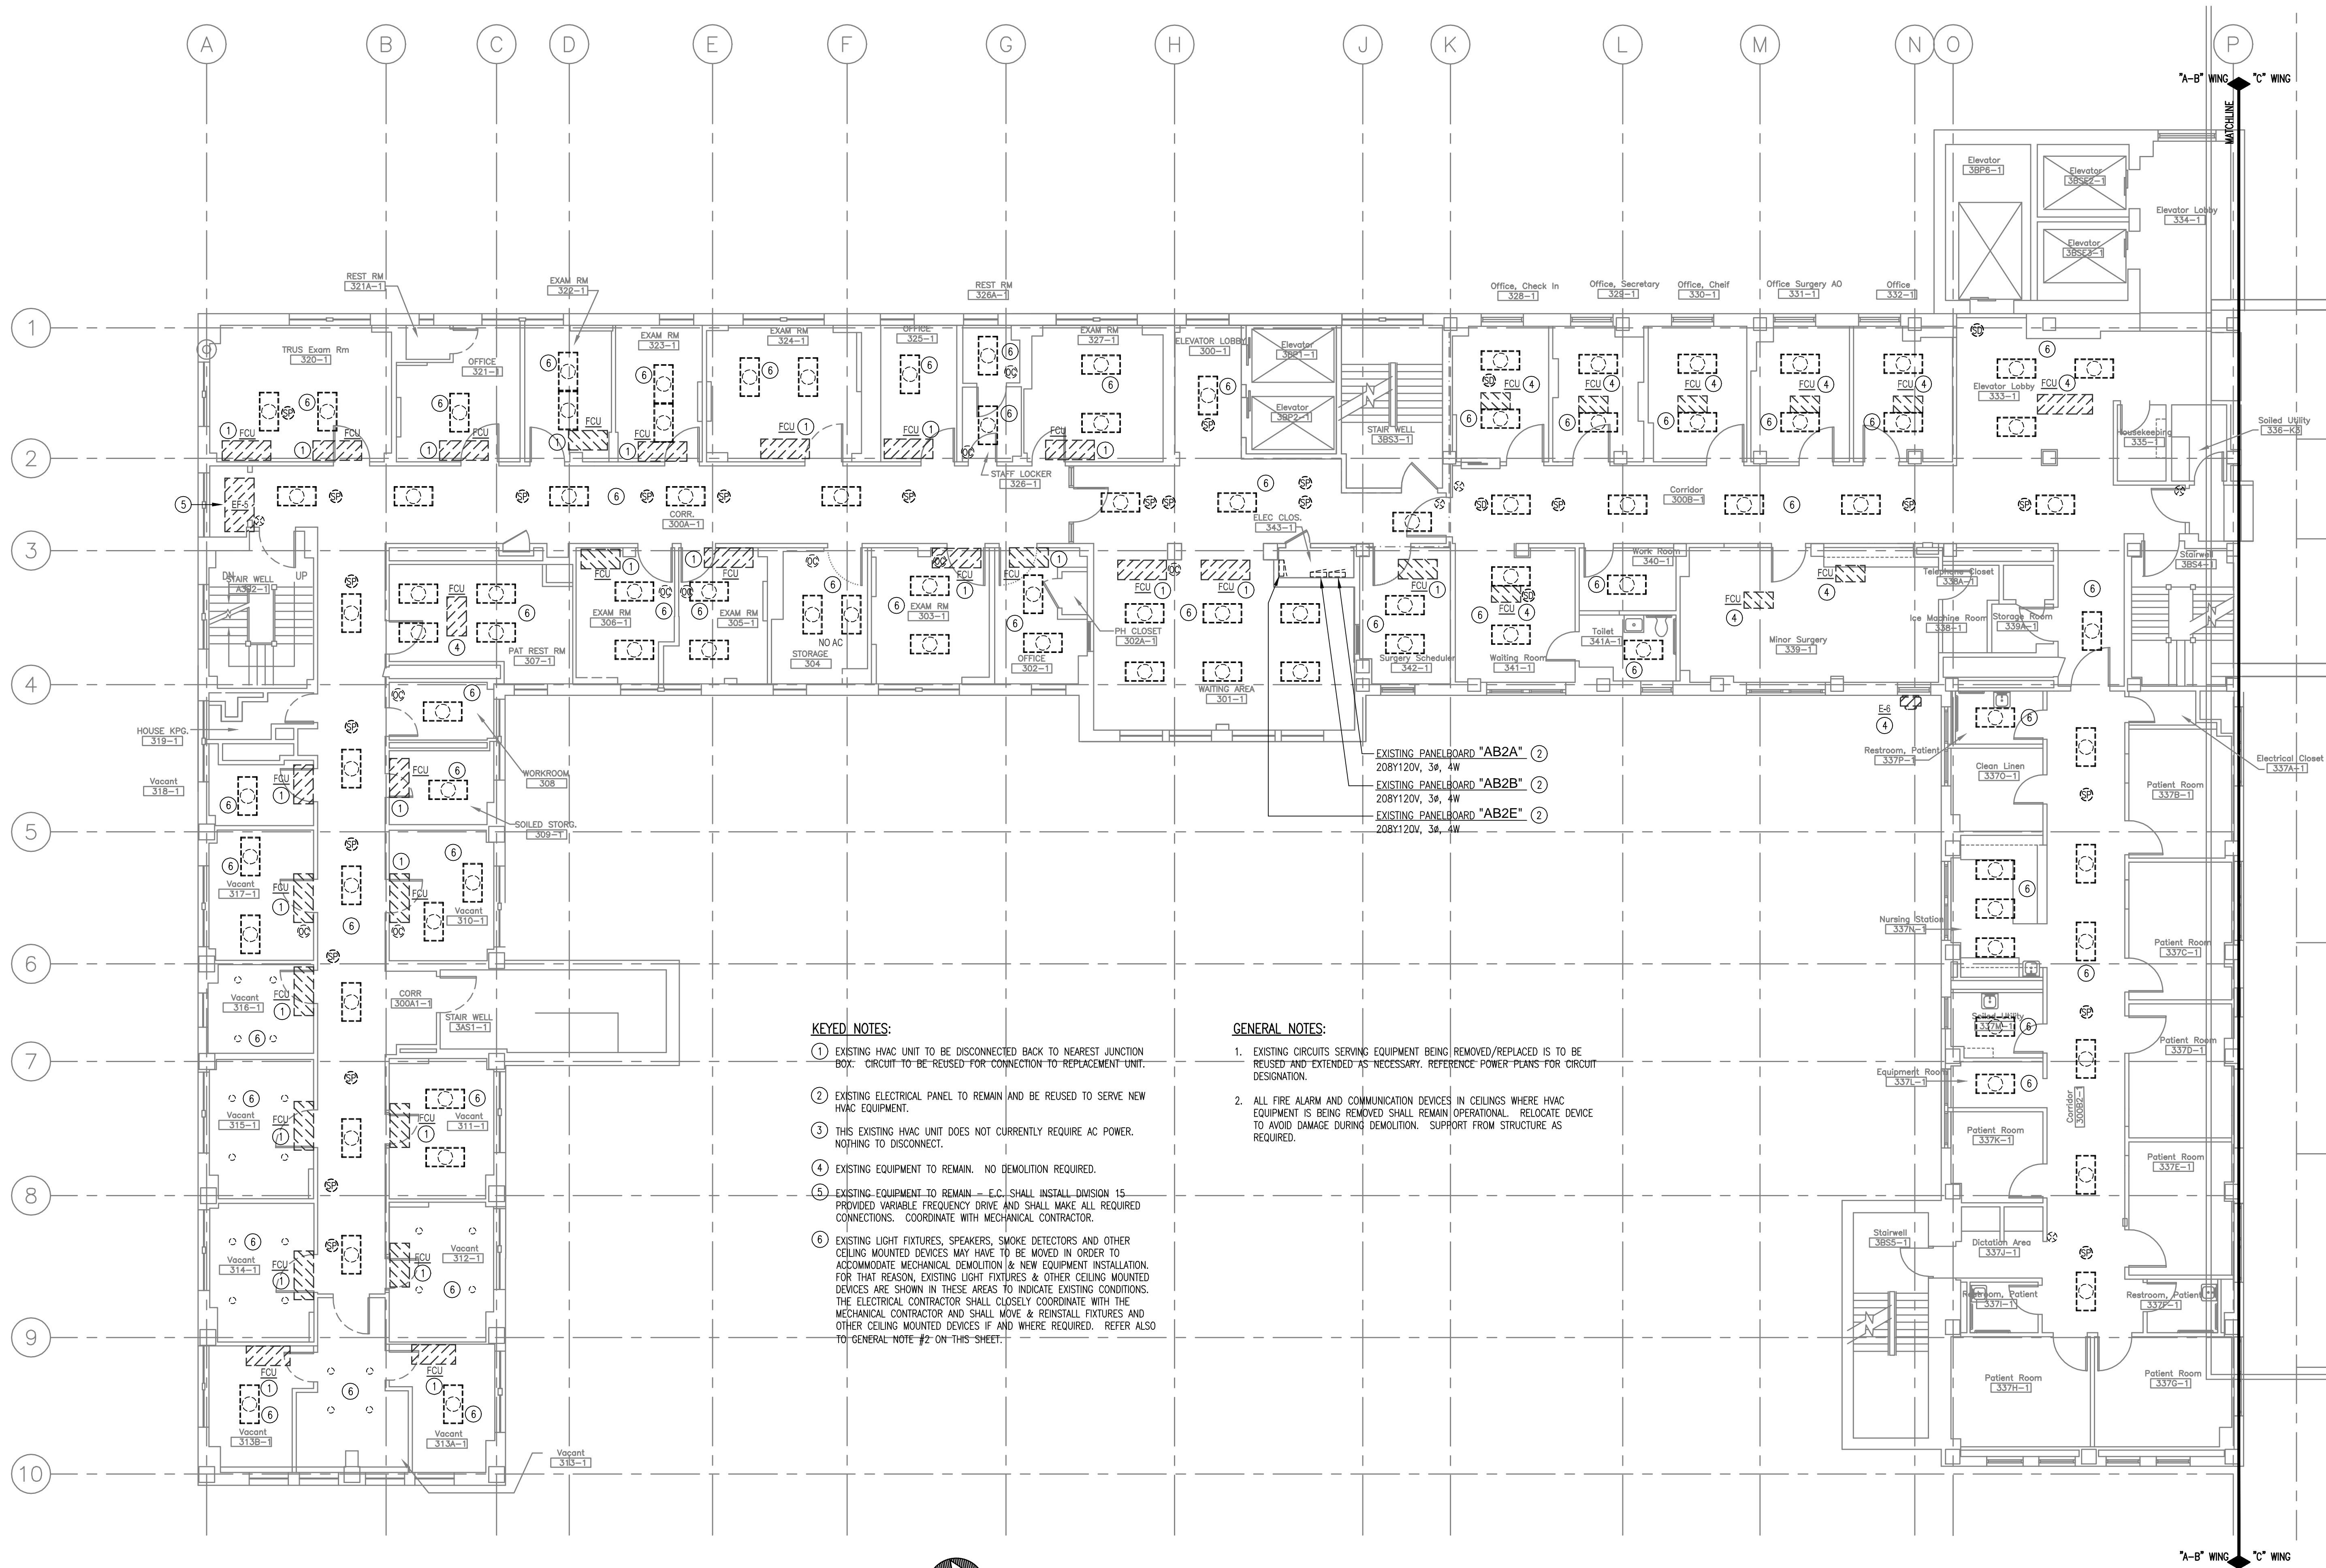 A
B
C
D
E
F
G
H
J
K
L
M
N
O
P
"A-B" WING
"C" WING
MATCHLINE
Elevator
3BP6-1
Elevator
3BSE2-1
Elevator Lobby
334-1
Elevator
3BSE3-1
REST RM
321A-1
EXAM RM
322-1
REST RM
326A-1
Office, Check In
328-1
Office, Secretary
329-1
Office, Cheif
330-1
Office Surgery AO
331-1
Office
332-1
1
TRUS Exam Rm
320-1
OFFICE
321-1
EXAM RM
323-1
EXAM RM
324-1
OFFICE
325-1
EXAM RM
327-1
ELEVATOR LOBBY
300-1
Elevator
3BP1-1
Elevator
3BP2-1
STAIR WELL
3BS3-1
Elevator Lobby
333-1
FCU
Housekeeping
335-1
Soiled Utility
2
STAFF LOCKER
326-1
EF-5
5
CORR.
300A-1
ELEC CLOS.
343-1
Corridor
300B-1
3
DN
UP
STAIR WELL
PAT REST RM
307-1
EXAM RM
306-1
EXAM RM
305-1
NO AC
STORAGE
304
EXAM RM
303-1
OFFICE
302-1
PH CLOSET
302A-1
WAITING AREA
301-1
Surgery Scheduler
342-1
Waiting Room
341-1
Work Room
340-1
Toilet
341A-1
Minor Surgery
339-1
Telephone Closet
338A-1
Ice Machine Room
338-1
Storage Room
339A-1
Stairwell
3BS4-1
4
E-6
4
HOUSE KPG.
319-1
Vacant
318-1
WORKROOM
308
SOILED STORG.
309-1
EXISTING PANELBOARD "AB2A" 2
208Y120V, 3ø, 4W
EXISTING PANELBOARD "AB2B" 2
208Y120V, 3ø, 4W
EXISTING PANELBOARD "AB2E" 2
208Y120V, 3ø, 4W
Restroom, Patient
337P-1
Clean Linen
337O-1
Patient Room
337B-1
Electrical Closet
337A-1
5
Vacant
317-1
Vacant
310-1
Nursing Station
337N-1
Patient Room
337C-1
6
Vacant
316-1
CORR
300A1-1
STAIR WELL
3AS1-1
Soiled Utility
337M-1
Patient Room
337D-1
7
Vacant
315-1
Vacant
311-1
Equipment Room
337L-1
Corridor
300B2-1
Patient Room
337K-1
Patient Room
337E-1
8
Vacant
314-1
Vacant
312-1
Stairwell
3BS5-1
Dictation Area
337J-1
Restroom, Patient
337I-1
Restroom, Patient
337F-1
9
Vacant
313B-1
Vacant
313A-1
Vacant
313-1
Patient Room
337H-1
Patient Room
337G-1
10
KEYED NOTES:
1 EXISTING HVAC UNIT TO BE DISCONNECTED BACK TO NEAREST JUNCTION
BOX. CIRCUIT TO BE REUSED FOR CONNECTION TO REPLACEMENT UNIT.
2 EXISTING ELECTRICAL PANEL TO REMAIN AND BE REUSED TO SERVE NEW
HVAC EQUIPMENT.
3 THIS EXISTING HVAC UNIT DOES NOT CURRENTLY REQUIRE AC POWER.
NOTHING TO DISCONNECT.
4 EXISTING EQUIPMENT TO REMAIN. NO DEMOLITION REQUIRED.
5 EXISTING EQUIPMENT TO REMAIN – E.C. SHALL INSTALL DIVISION 15
PROVIDED VARIABLE FREQUENCY DRIVE AND SHALL MAKE ALL REQUIRED
CONNECTIONS. COORDINATE WITH MECHANICAL CONTRACTOR.
6 EXISTING LIGHT FIXTURES, SPEAKERS, SMOKE DETECTORS AND OTHER
CEILING MOUNTED DEVICES MAY HAVE TO BE MOVED IN ORDER TO
ACCOMMODATE MECHANICAL DEMOLITION & NEW EQUIPMENT INSTALLATION.
FOR THAT REASON, EXISTING LIGHT FIXTURES & OTHER CEILING MOUNTED
DEVICES ARE SHOWN IN THESE AREAS TO INDICATE EXISTING CONDITIONS.
THE ELECTRICAL CONTRACTOR SHALL CLOSELY COORDINATE WITH THE
MECHANICAL CONTRACTOR AND SHALL MOVE & REINSTALL FIXTURES AND
OTHER CEILING MOUNTED DEVICES IF AND WHERE REQUIRED. REFER ALSO
TO GENERAL NOTE #2 ON THIS SHEET.
GENERAL NOTES:
1. EXISTING CIRCUITS SERVING EQUIPMENT BEING REMOVED/REPLACED IS TO BE
REUSED AND EXTENDED AS NECESSARY. REFERENCE POWER PLANS FOR CIRCUIT
DESIGNATION.
2. ALL FIRE ALARM AND COMMUNICATION DEVICES IN CEILINGS WHERE HVAC
EQUIPMENT IS BEING REMOVED SHALL REMAIN OPERATIONAL. RELOCATE DEVICE
TO AVOID DAMAGE DURING DEMOLITION. SUPPORT FROM STRUCTURE AS
REQUIRED.
"A-B" WING
"C" WING